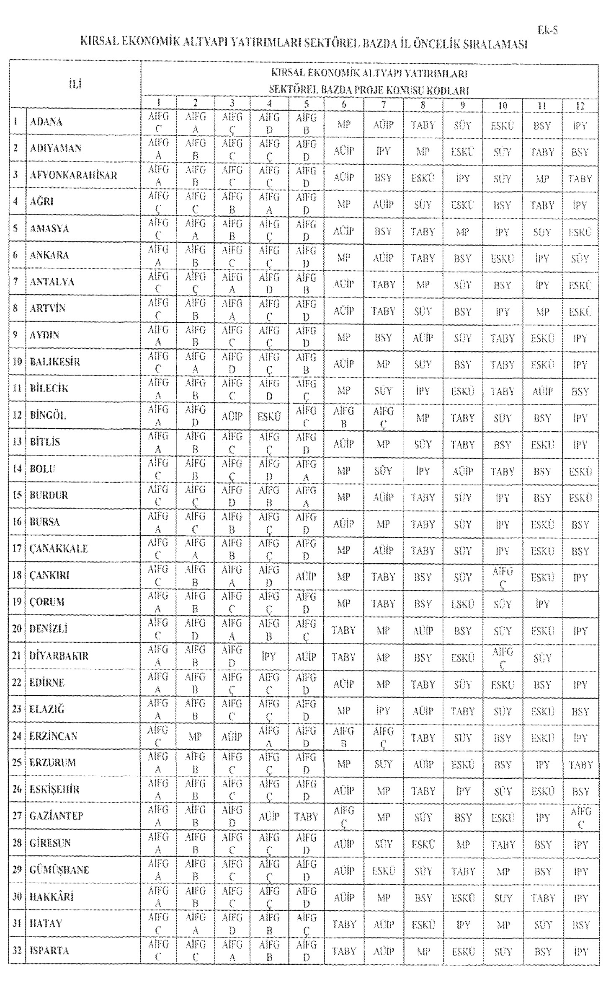 Ek-5
KIRSAL EKONOMİK ALTYAPI YATIRIMLARI SEKTÖREL BAZDA İL ÖNCELİK SIRALAMASI
İLİ
KIRSAL EKONOMİK ALTYAPI YATIRIMLARI
SEKTÖREL BAZDA PROJE KONUSU KODLARI
1 2 3 4 5 6 7 8 9 10 11 12
1 ADANA AİFG C AİFG A AİFG Ç AİFG D AİFG B MP AÜİP TABY SÜY ESKÜ BSY İPY
2 ADIYAMAN AİFG A AİFG B AİFG C AİFG Ç AİFG D AÜİP İPY MP ESKÜ SÜY TABY BSY
3 AFYONKARAHİSAR AİFG A AİFG B AİFG C AİFG Ç AİFG D AÜİP BSY ESKÜ İPY SÜY MP TABY
4 AĞRI AİFG Ç AİFG C AİFG B AİFG A AİFG D MP AÜİP SÜY ESKÜ BSY TABY İPY
5 AMASYA AİFG C AİFG A AİFG B AİFG Ç AİFG D AÜİP BSY TABY MP İPY SÜY ESKÜ
6 ANKARA AİFG A AİFG B AİFG C AİFG Ç AİFG D MP AÜİP TABY BSY ESKÜ İPY SÜY
7 ANTALYA AİFG C AİFG Ç AİFG A AİFG D AİFG B AÜİP TABY MP SÜY BSY İPY ESKÜ
8 ARTVİN AİFG C AİFG B AİFG A AİFG Ç AİFG D AÜİP TABY SÜY BSY İPY MP ESKÜ
9 AYDIN AİFG A AİFG B AİFG C AİFG Ç AİFG D MP BSY AÜİP SÜY TABY ESKÜ İPY
10 BALIKESİR AİFG C AİFG A AİFG D AİFG Ç AİFG B AÜİP MP SÜY BSY TABY ESKÜ İPY
11 BİLECİK AİFG A AİFG B AİFG C AİFG D AİFG Ç MP SÜY İPY ESKÜ TABY AÜİP BSY
12 BİNGÖL AİFG A AİFG D AÜİP ESKÜ AİFG C AİFG B AİFG Ç MP TABY SÜY BSY İPY
13 BİTLİS AİFG A AİFG B AİFG C AİFG Ç AİFG D AÜİP MP SÜY TABY BSY ESKÜ İPY
14 BOLU AİFG C AİFG B AİFG Ç AİFG D AİFG A MP SÜY İPY AÜİP TABY BSY ESKÜ
15 BURDUR AİFG C AİFG Ç AİFG D AİFG B AİFG A MP AÜİP TABY SÜY İPY BSY ESKÜ
16 BURSA AİFG A AİFG C AİFG B AİFG Ç AİFG D AÜİP MP TABY SÜY İPY ESKÜ BSY
17 ÇANAKKALE AİFG C AİFG A AİFG B AİFG Ç AİFG D MP AÜİP TABY SÜY İPY ESKÜ BSY
18 ÇANKIRI AİFG C AİFG B AİFG A AİFG D AÜİP MP TABY BSY SÜY AİFG Ç ESKÜ İPY
19 ÇORUM AİFG A AİFG B AİFG C AİFG Ç AİFG D MP TABY BSY ESKÜ SÜY İPY
20 DENİZLİ AİFG C AİFG D AİFG A AİFG B AİFG Ç TABY MP AÜİP BSY SÜY ESKÜ İPY
21 DİYARBAKIR AİFG A AİFG B AİFG D İPY AÜİP TABY MP BSY ESKÜ AİFG Ç SÜY
22 EDİRNE AİFG A AİFG B AİFG Ç AİFG C AİFG D AÜİP MP TABY SÜY ESKÜ BSY İPY
23 ELAZIĞ AİFG A AİFG B AİFG C AİFG Ç AİFG D MP İPY AÜİP TABY SÜY ESKÜ BSY
24 ERZİNCAN AİFG C MP AÜİP AİFG A AİFG D AİFG B AİFG Ç TABY SÜY BSY ESKÜ İPY
25 ERZURUM AİFG A AİFG B AİFG C AİFG Ç AİFG D MP SÜY AÜİP ESKÜ BSY İPY TABY
26 ESKİŞEHİR AİFG A AİFG B AİFG C AİFG Ç AİFG D AÜİP MP TABY İPY SÜY ESKÜ BSY
27 GAZİANTEP AİFG A AİFG B AİFG D AÜİP TABY AİFG Ç MP SÜY BSY ESKÜ İPY AİFG C
28 GİRESUN AİFG A AİFG B AİFG C AİFG Ç AİFG D AÜİP SÜY ESKÜ MP TABY BSY İPY
29 GÜMÜŞHANE AİFG A AİFG B AİFG C AİFG Ç AİFG D AÜİP ESKÜ SÜY TABY MP BSY İPY
30 HAKKÂRİ AİFG A AİFG B AİFG C AİFG Ç AİFG D AÜİP MP BSY ESKÜ SÜY TABY İPY
31 HATAY AİFG C AİFG A AİFG D AİFG B AİFG Ç TABY AÜİP ESKÜ İPY MP SÜY BSY
32 ISPARTA AİFG C AİFG Ç AİFG A AİFG B AİFG D TABY AÜİP MP ESKÜ SÜY BSY İPY